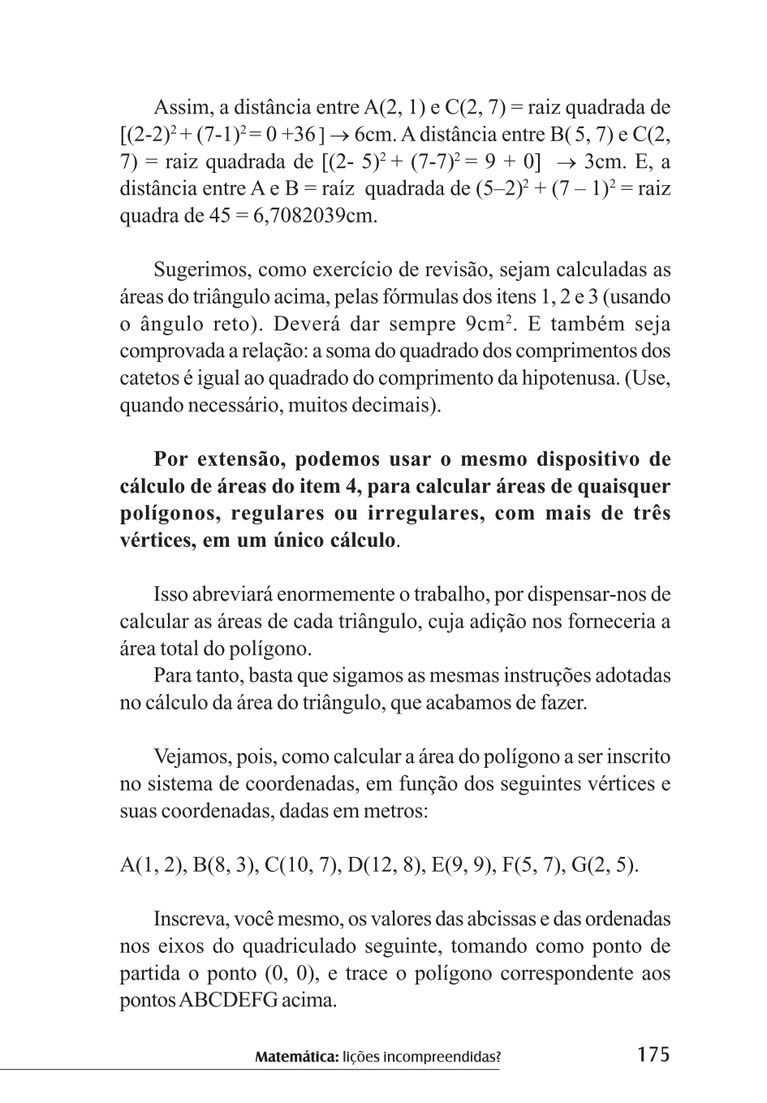 Assim, a distância entre A(2, 1) e C(2, 7) = raiz quadrada de
[(2-2)² + (7-1)² = 0 +36 ] → 6cm. A distância entre B( 5, 7) e C(2,
7) = raiz quadrada de [(2- 5)² + (7-7)² = 9 + 0] → 3cm. E, a
distância entre A e B = raíz quadrada de (5–2)² + (7 – 1)² = raiz
quadra de 45 = 6,7082039cm.
Sugerimos, como exercício de revisão, sejam calculadas as
áreas do triângulo acima, pelas fórmulas dos itens 1, 2 e 3 (usando
o ângulo reto). Deverá dar sempre 9cm². E também seja
comprovada a relação: a soma do quadrado dos comprimentos dos
catetos é igual ao quadrado do comprimento da hipotenusa. (Use,
quando necessário, muitos decimais).
Por extensão, podemos usar o mesmo dispositivo de
cálculo de áreas do item 4, para calcular áreas de quaisquer
polígonos, regulares ou irregulares, com mais de três
vértices, em um único cálculo.
Isso abreviará enormemente o trabalho, por dispensar-nos de
calcular as áreas de cada triângulo, cuja adição nos forneceria a
área total do polígono.
Para tanto, basta que sigamos as mesmas instruções adotadas
no cálculo da área do triângulo, que acabamos de fazer.
Vejamos, pois, como calcular a área do polígono a ser inscrito
no sistema de coordenadas, em função dos seguintes vértices e
suas coordenadas, dadas em metros:
A(1, 2), B(8, 3), C(10, 7), D(12, 8), E(9, 9), F(5, 7), G(2, 5).
Inscreva, você mesmo, os valores das abcissas e das ordenadas
nos eixos do quadriculado seguinte, tomando como ponto de
partida o ponto (0, 0), e trace o polígono correspondente aos
pontos ABCDEFG acima.
Matemática: lições incompreendidas? 175